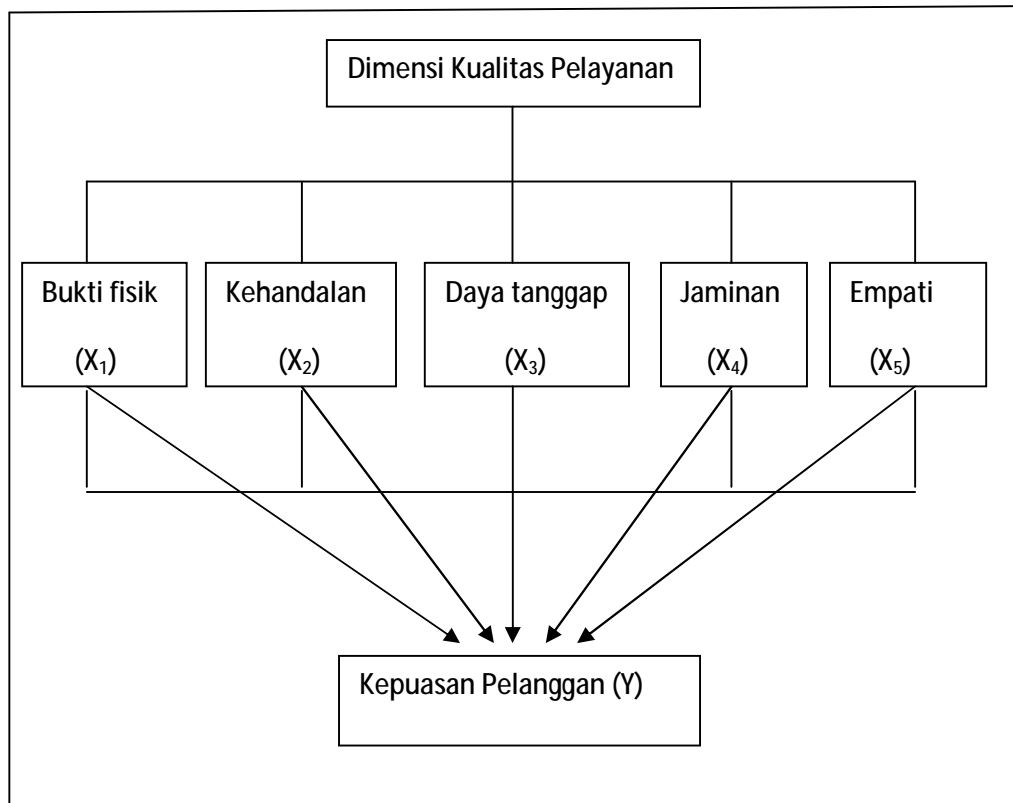 Dimensi Kualitas Pelayanan
Bukti fisik
(X₁)
Kehandalan
(X₂)
Daya tanggap
(X₃)
Jaminan
(X₄)
Empati
(X₅)
Kepuasan Pelanggan (Y)